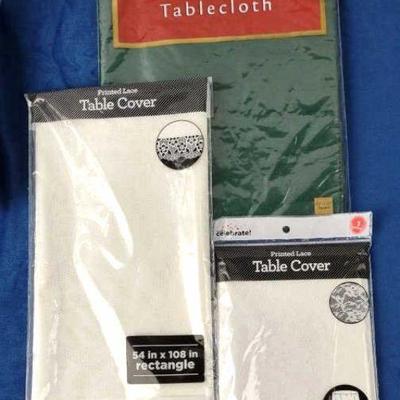 Tablecloth
Printed Lace
Table Cover
54 in x 108 in
rectangle
celebrate!
Printed Lace
Table Cover